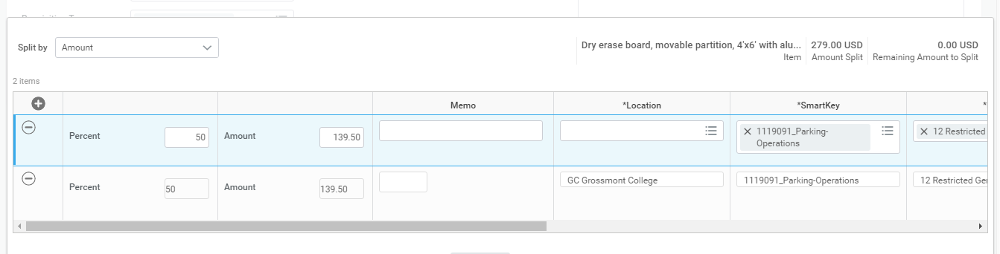 Split by
Amount
Dry erase board, movable partition, 4'x6' with alu...
Item
279.00 USD
Amount Split
0.00 USD
Remaining Amount to Split
2 items
Memo
*Location
*SmartKey
*
Percent
50
Amount
139.50
1119091_Parking-
Operations
12 Restricted
Percent
50
Amount
139.50
GC Grossmont College
1119091_Parking-Operations
12 Restricted Ger